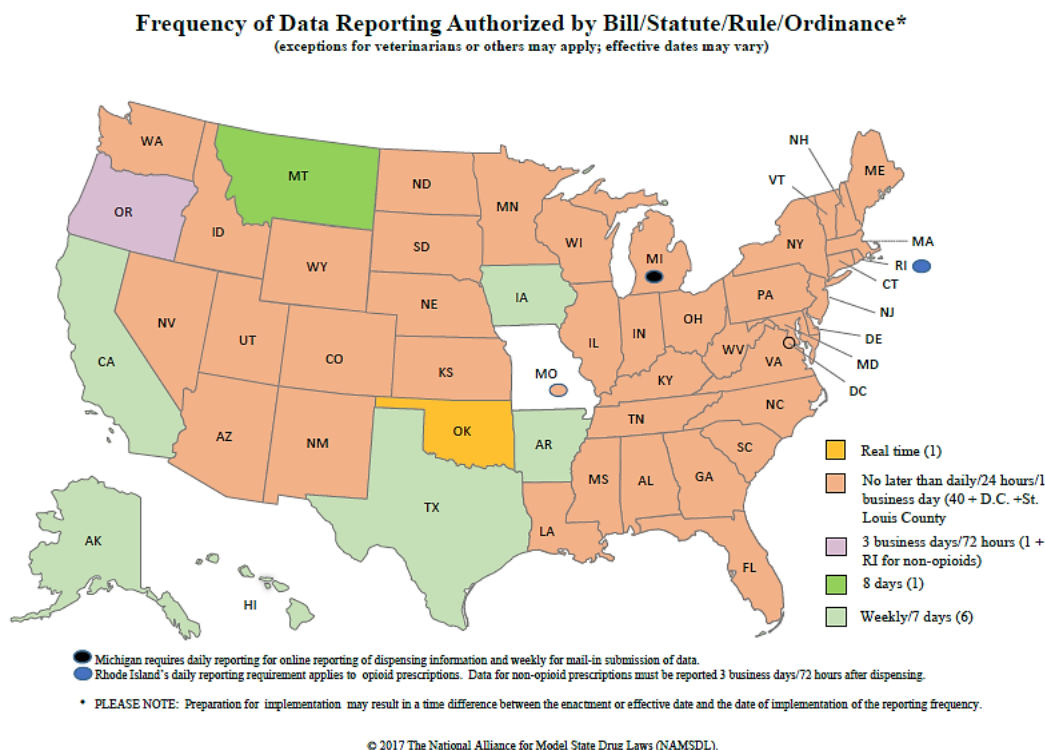 Frequency of Data Reporting Authorized by Bill/Statute/Rule/Ordinance*
(exceptions for veterinarians or others may apply; effective dates may vary)
WA
MT
ND
MN
OR
ID
SD
WI
MI
WY
NE
IA
NV
UT
CO
KS
MO
IL
IN
OH
PA
NY
NH
VT
ME
MA
RI
CT
NJ
DE
MD
DC
WV
VA
KY
CA
AZ
NM
OK
AR
TN
NC
SC
MS
AL
GA
TX
LA
FL
AK
HI
Real time (1)
No later than daily/24 hours/1
business day (40 + D.C. +St.
Louis County
3 business days/72 hours (1 +
RI for non-opioids)
8 days (1)
Weekly/7 days (6)
Michigan requires daily reporting for online reporting of dispensing information and weekly for mail-in submission of data.
Rhode Island's daily reporting requirement applies to opioid prescriptions. Data for non-opioid prescriptions must be reported 3 business days/72 hours after dispensing.
* PLEASE NOTE: Preparation for implementation may result in a time difference between the enactment or effective date and the date of implementation of the reporting frequency.
© 2017 The National Alliance for Model State Drug Laws (NAMSDL).